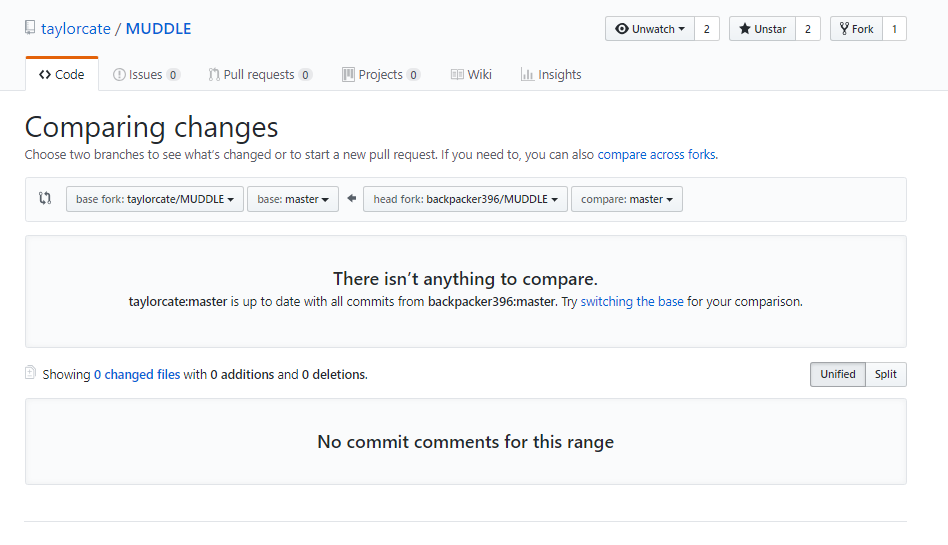 taylorcate / MUDDLE
Unwatch 2 Unstar 2 Fork 1
Code Issues 0 Pull requests 0 Projects 0 Wiki Insights
Comparing changes
Choose two branches to see what's changed or to start a new pull request. If you need to, you can also compare across forks.
base fork: taylorcate/MUDDLE base: master head fork: backpacker396/MUDDLE compare: master
There isn't anything to compare.
taylorcate:master is up to date with all commits from backpacker396:master. Try switching the base for your comparison.
Showing 0 changed files with 0 additions and 0 deletions.
Unified Split
No commit comments for this range